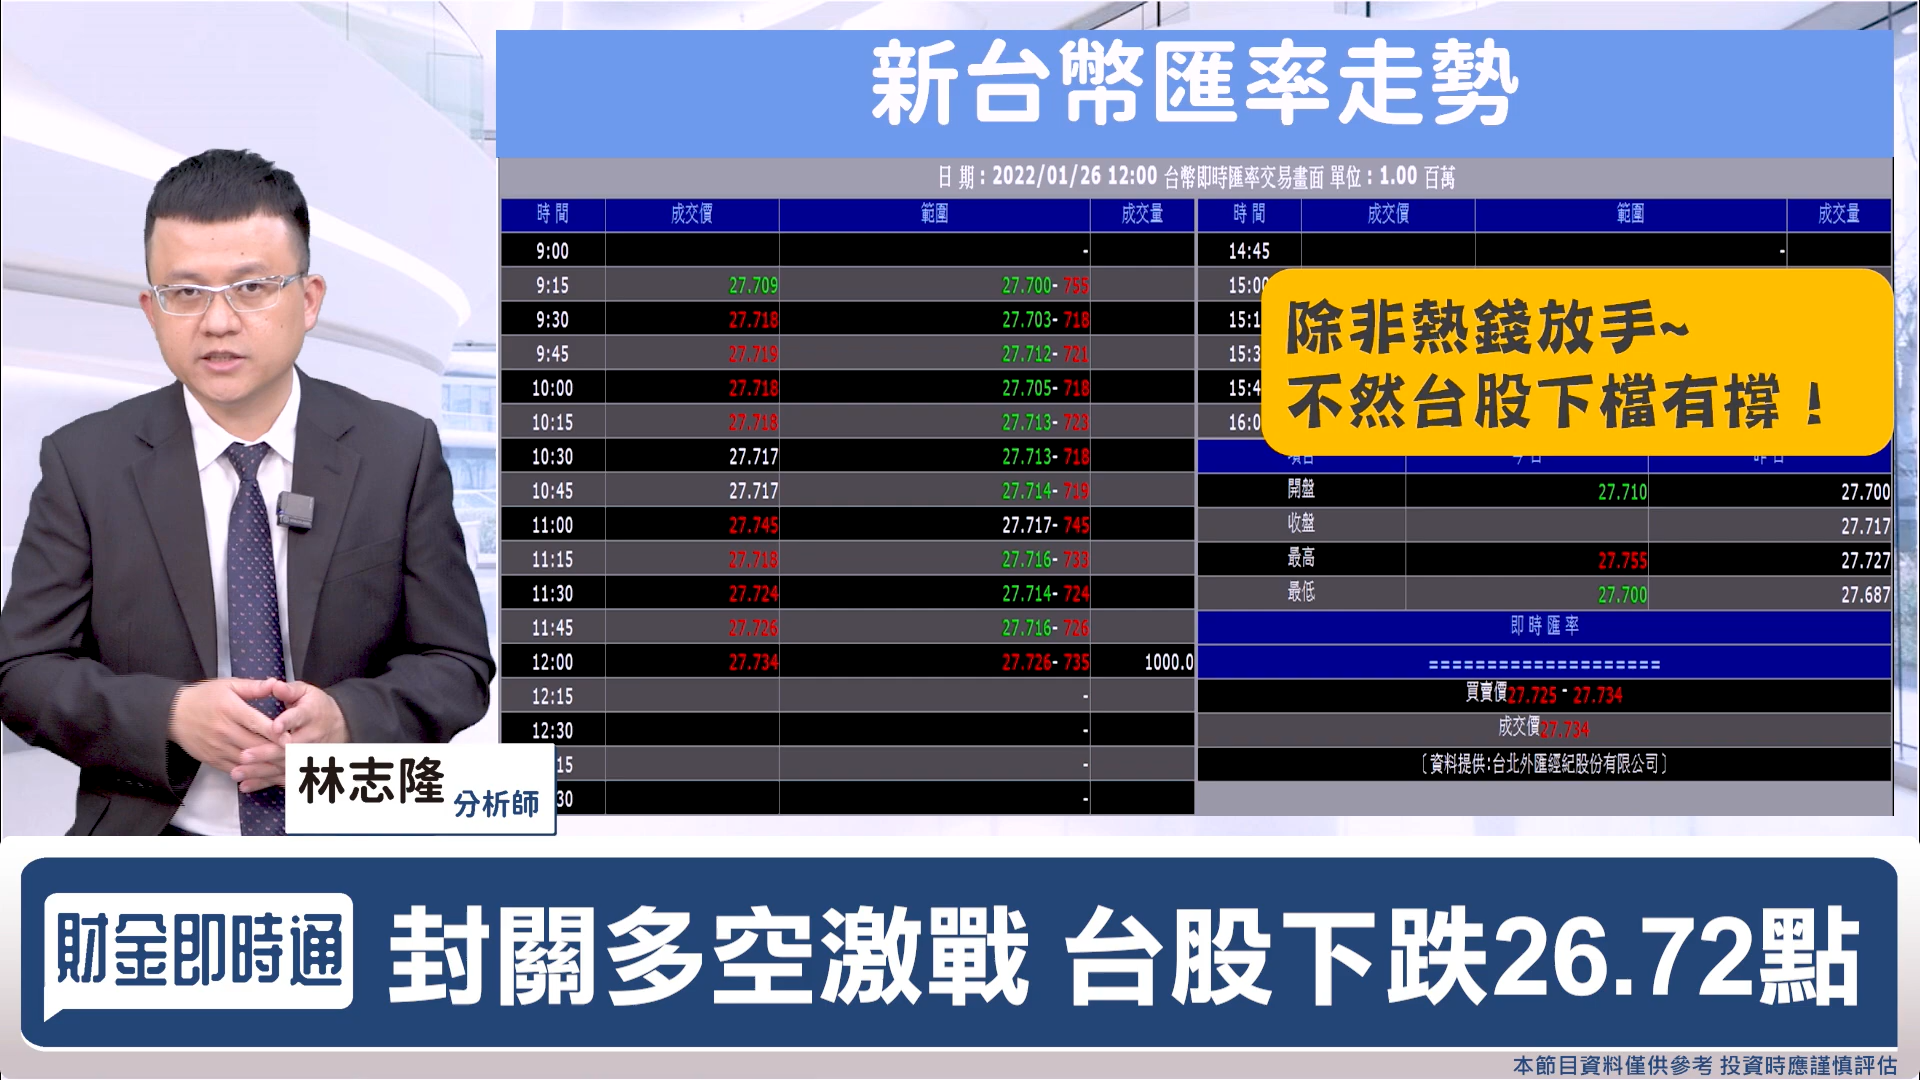 新台幣匯率走勢
日 期：2022/01/26 12:00 台幣即時匯率交易畫面 單位：1.00 百萬
時 間 成交價 範圍 成交量 時 間 成交價 範圍 成交量
9:00 - 14:45 -
9:15 27.709 27.700- 755 15:00
9:30 27.718 27.703- 718 15:1
9:45 27.719 27.712- 721 15:3
10:00 27.718 27.705- 718 15:4
10:15 27.718 27.713- 723 16:0
除非熱錢放手~
不然台股下檔有撐！
10:30 27.717 27.713- 718
10:45 27.717 27.714- 719 開盤 27.710 27.700
11:00 27.745 27.717- 745 收盤 27.717
11:15 27.718 27.716- 733 最高 27.755 27.727
11:30 27.724 27.714- 724 最低 27.700 27.687
11:45 27.726 27.716- 726 即 時 匯 率
12:00 27.734 27.726- 735 1000.0 ====================
12:15 - 買賣價27.725 - 27.734
12:30 - 成交價27.734
15 - 〔資料提供:台北外匯經紀股份有限公司〕
30 -
林志隆 分析師
財金即時通 封關多空激戰 台股下跌26.72點
本節目資料僅供參考 投資時應謹慎評估